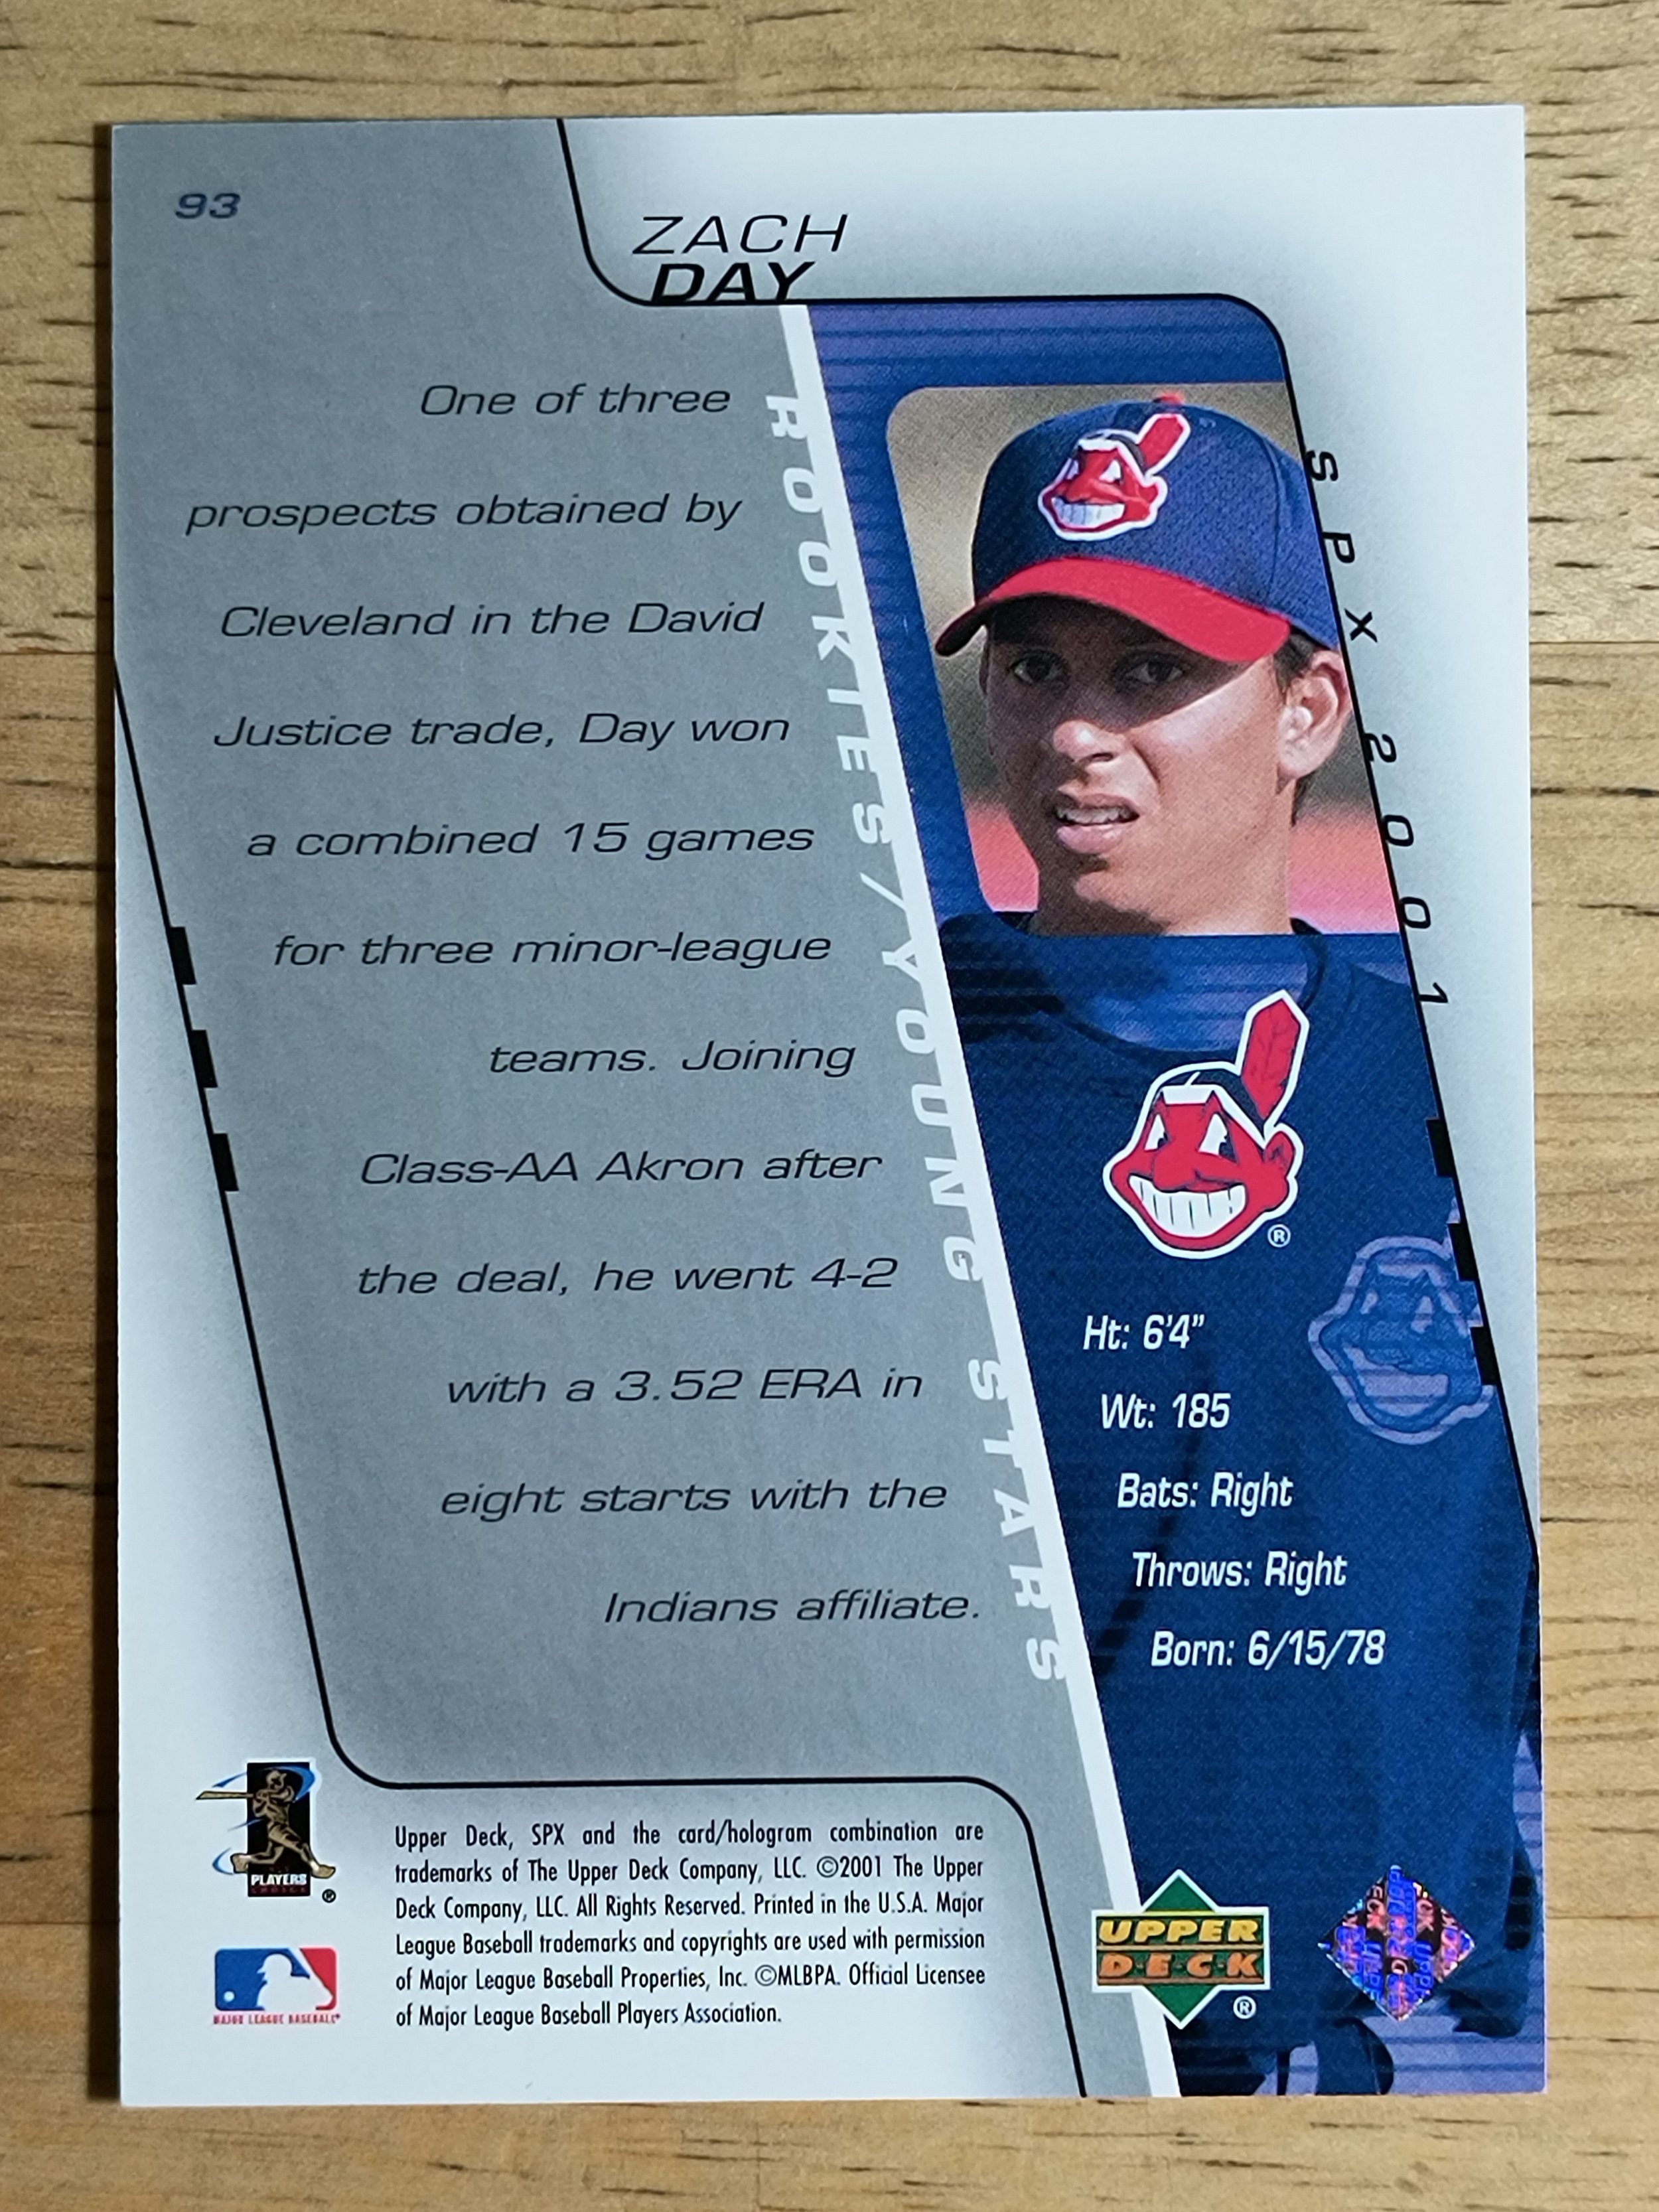 93
ZACH
DAY
One of three
prospects obtained by
Cleveland in the David
Justice trade, Day won
a combined 15 games
for three minor-league
teams. Joining
Class-AA Akron after
the deal, he went 4-2
with a 3.52 ERA in
eight starts with the
Indians affiliate.
ROOKIES/YOUNG STARS
SPX 2001
®
Ht: 6'4"
Wt: 185
Bats: Right
Throws: Right
Born: 6/15/78
PLAYERS
CHOICE
®
MAJOR LEAGUE BASEBALL
Upper Deck, SPX and the card/hologram combination are
trademarks of The Upper Deck Company, LLC. ©2001 The Upper
Deck Company, LLC. All Rights Reserved. Printed in the U.S.A. Major
League Baseball trademarks and copyrights are used with permission
of Major League Baseball Properties, Inc. ©MLBPA. Official Licensee
of Major League Baseball Players Association.
UPPER
D·E·C·K
®